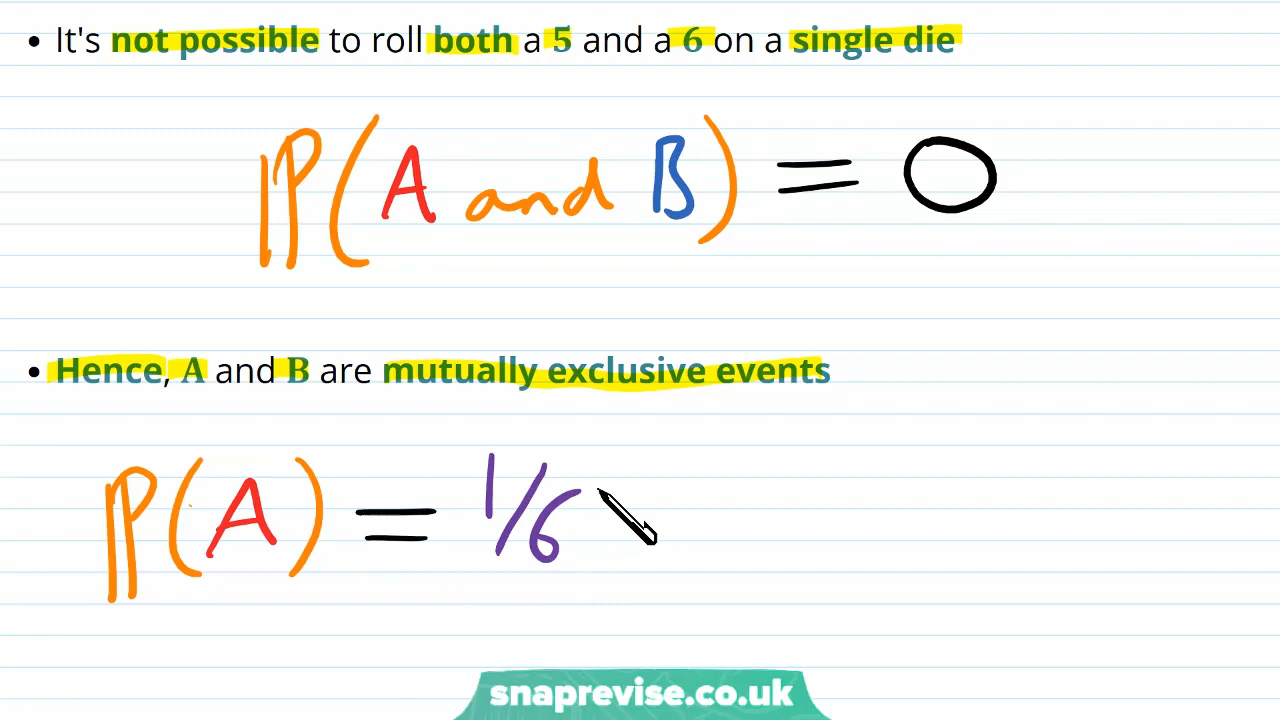 • It's not possible to roll both a 5 and a 6 on a single die
ℙ(A and B) = 0
• Hence, A and B are mutually exclusive events
ℙ(A) = 1/6
snaprevise.co.uk